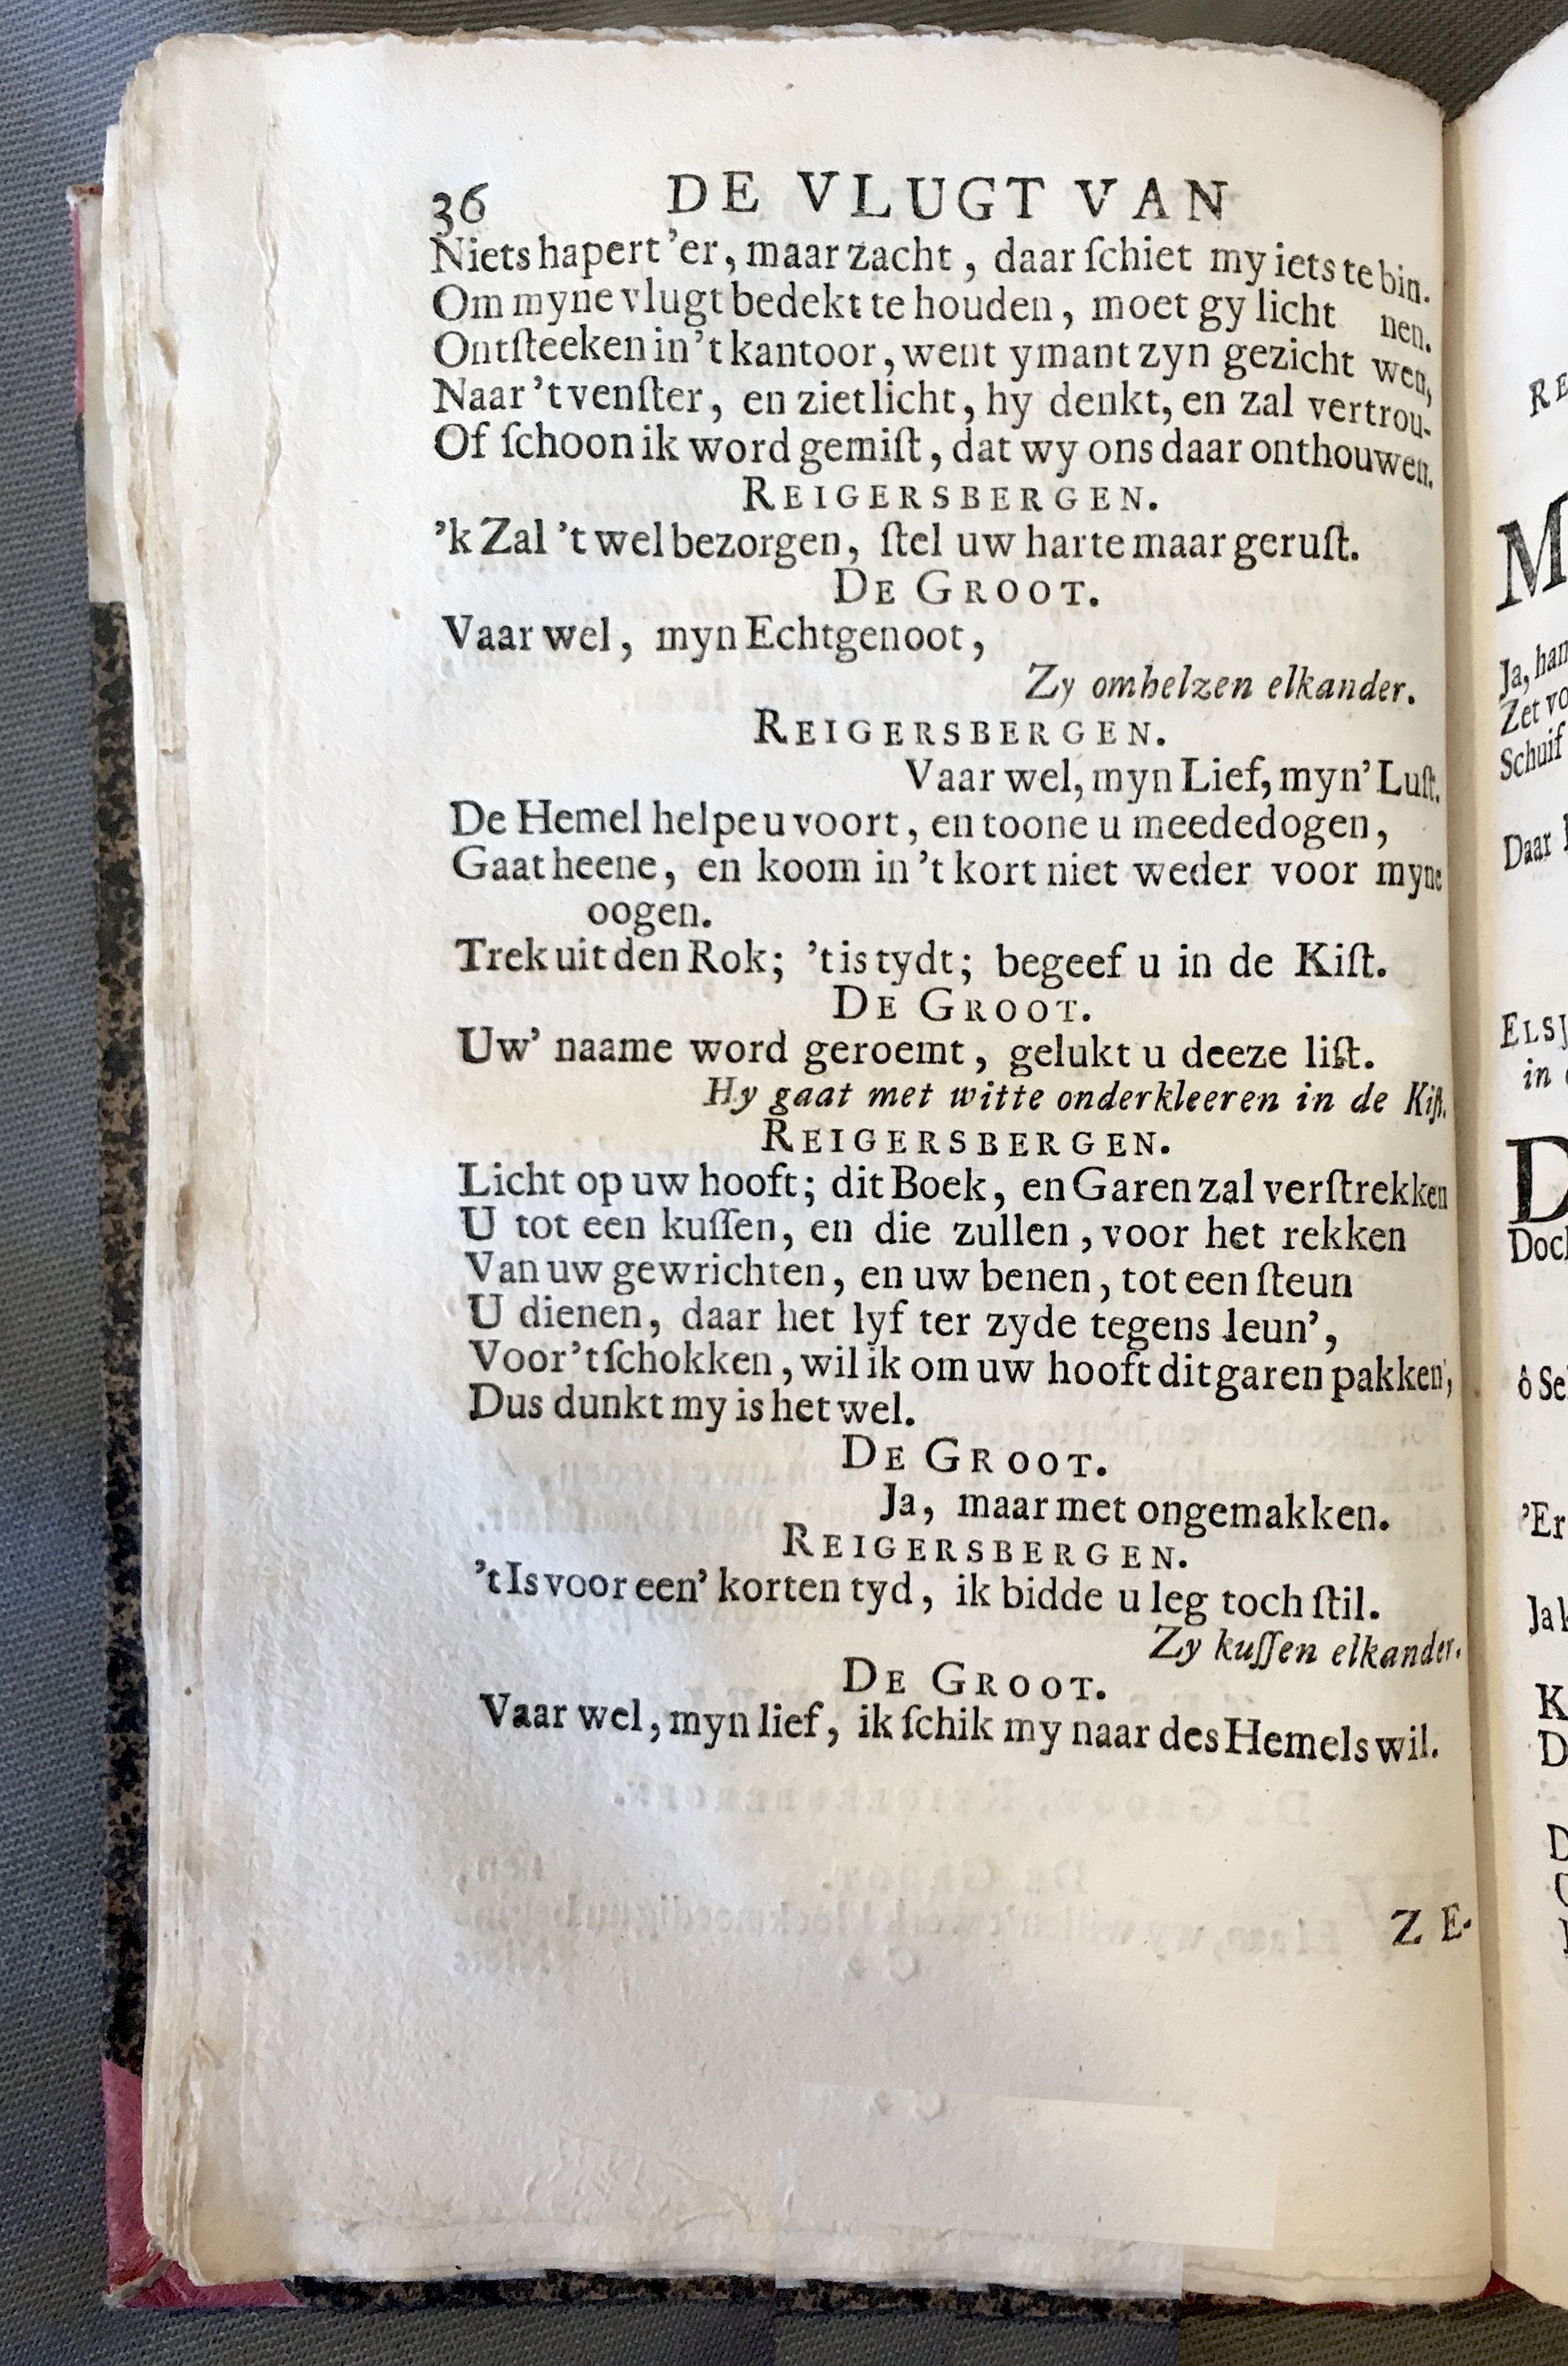 36 DE VLUGT VAN
Niets hapert 'er, maar zacht, daar ſchiet my iets te bin-
Om myne vlugt bedekt te houden, moet gy licht nen.
Ontſteeken in 't kantoor, went ymant zyn gezicht wen,
Naar 't venſter, en ziet licht, hy denkt, en zal vertrou-
Of ſchoon ik word gemiſt, dat wy ons daar onthouwen.
REIGERSBERGEN.
'k Zal 't wel bezorgen, ſtel uw harte maar geruſt.
DE GROOT.
Vaar wel, myn Echtgenoot,
Zy omhelzen elkander.
REIGERSBERGEN.
Vaar wel, myn Lief, myn' Luſt.
De Hemel helpe u voort, en toone u meededogen,
Gaat heene, en koom in 't kort niet weder voor myne
oogen.
Trek uit den Rok; 't is tydt; begeef u in de Kiſt.
DE GROOT.
Uw' naame word geroemt, gelukt u deeze liſt.
Hy gaat met witte onderkleeren in de Kiſt.
REIGERSBERGEN.
Licht op uw hooft; dit Boek, en Garen zal verſtrekken
U tot een kuſſen, en die zullen, voor het rekken
Van uw gewrichten, en uw benen, tot een ſteun
U dienen, daar het lyf ter zyde tegens leun',
Voor 't ſchokken, wil ik om uw hooft dit garen pakken,
Dus dunkt my is het wel.
DE GROOT.
Ja, maar met ongemakken.
REIGERSBERGEN.
't Is voor een' korten tyd, ik bidde u leg toch ſtil.
Zy kuſſen elkander.
DE GROOT.
Vaar wel, myn lief, ik ſchik my naar des Hemels wil.
ZE-
Ja, han
Zet vo
Schuif
Daar
ELSJ
in
Doch
ô Se
'Er